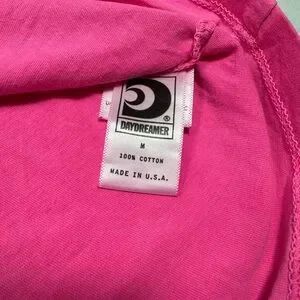 ®
DAYDREAMER
M
100% COTTON
MADE IN U.S.A.